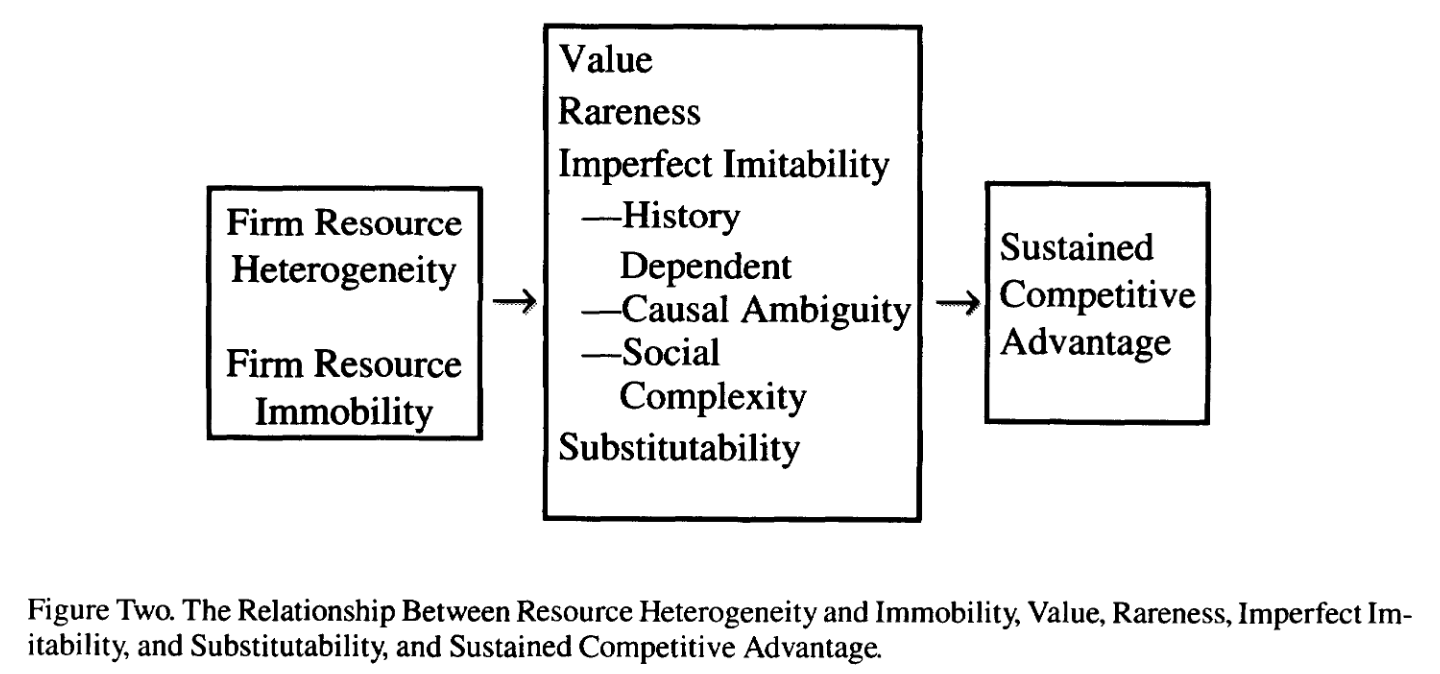 Firm Resource
Heterogeneity
Firm Resource
Immobility
Value
Rareness
Imperfect Imitability
—History
Dependent
—Causal Ambiguity
—Social
Complexity
Substitutability
Sustained
Competitive
Advantage
Figure Two. The Relationship Between Resource Heterogeneity and Immobility, Value, Rareness, Imperfect Im-
itability, and Substitutability, and Sustained Competitive Advantage.